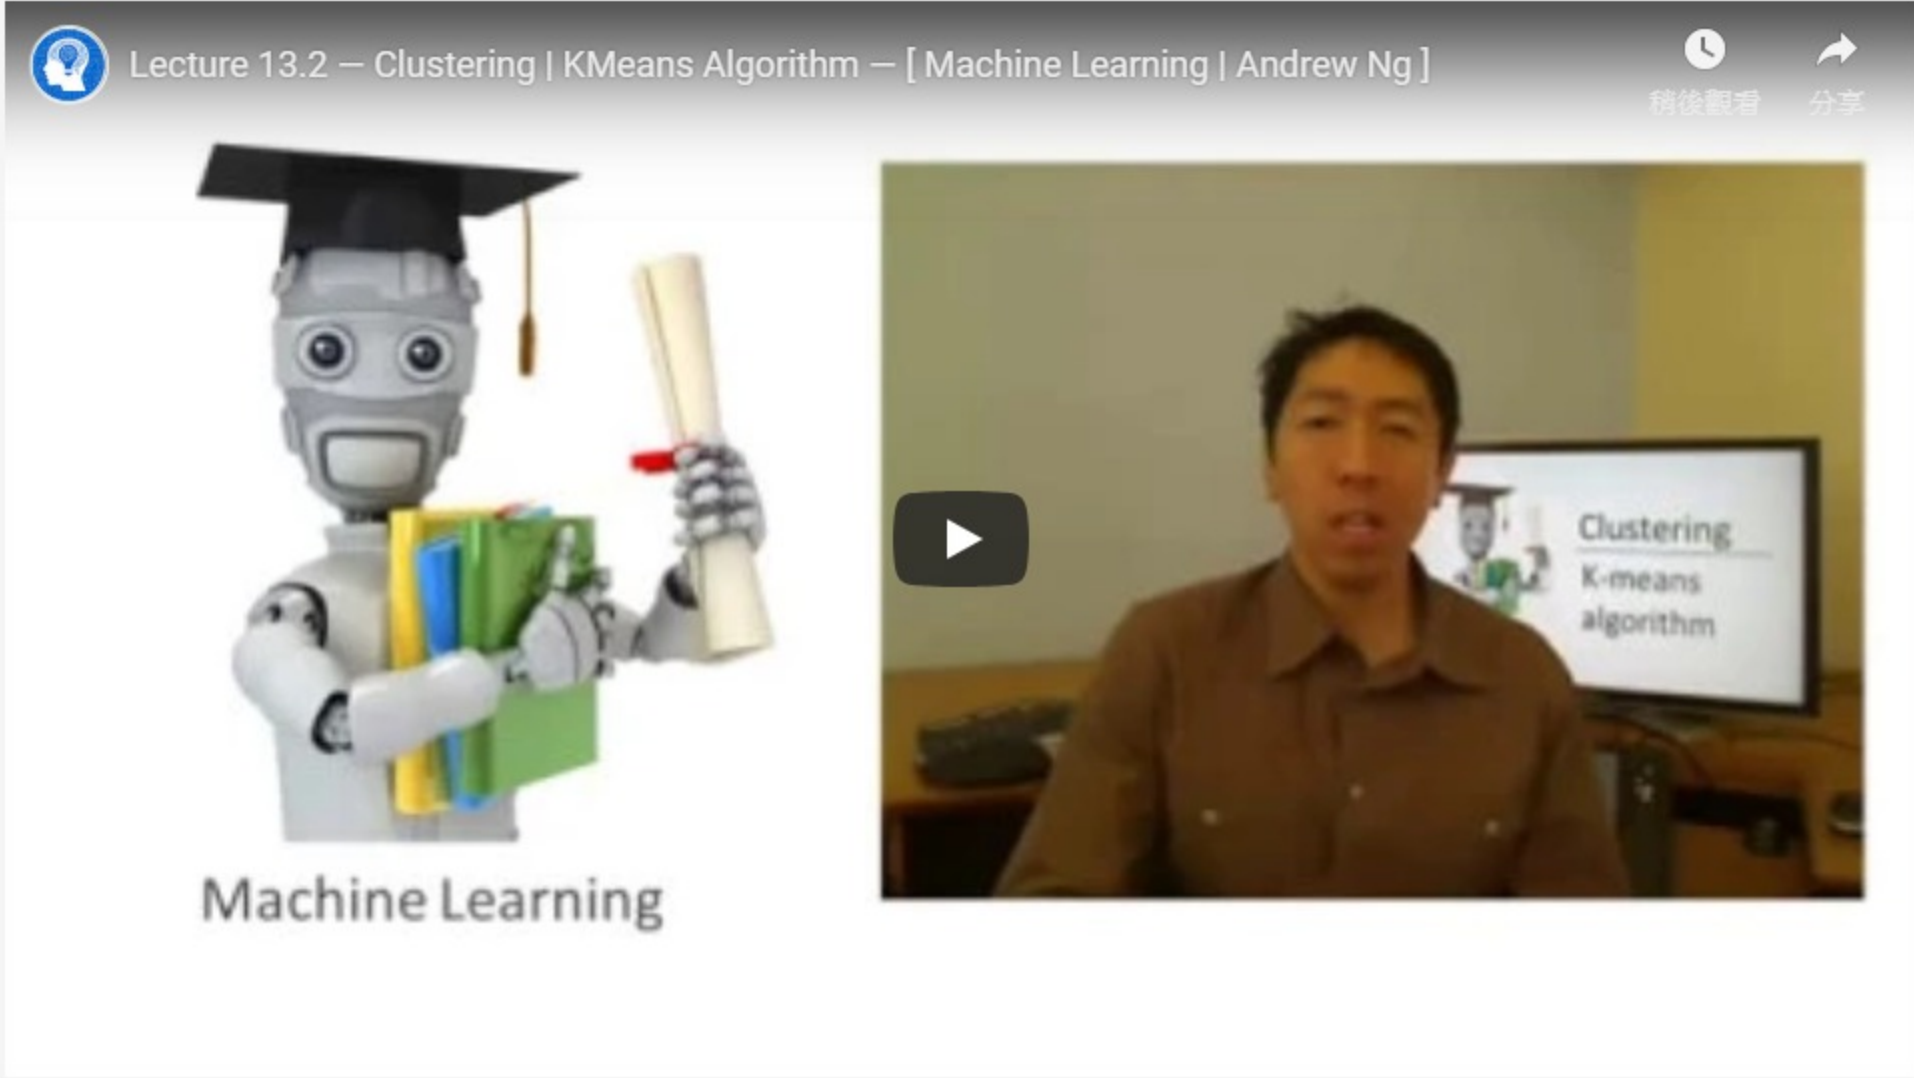 Lecture 13.2 — Clustering | KMeans Algorithm — [ Machine Learning | Andrew Ng ]
稍後觀看
分享
Clustering
K-means
algorithm
Machine Learning